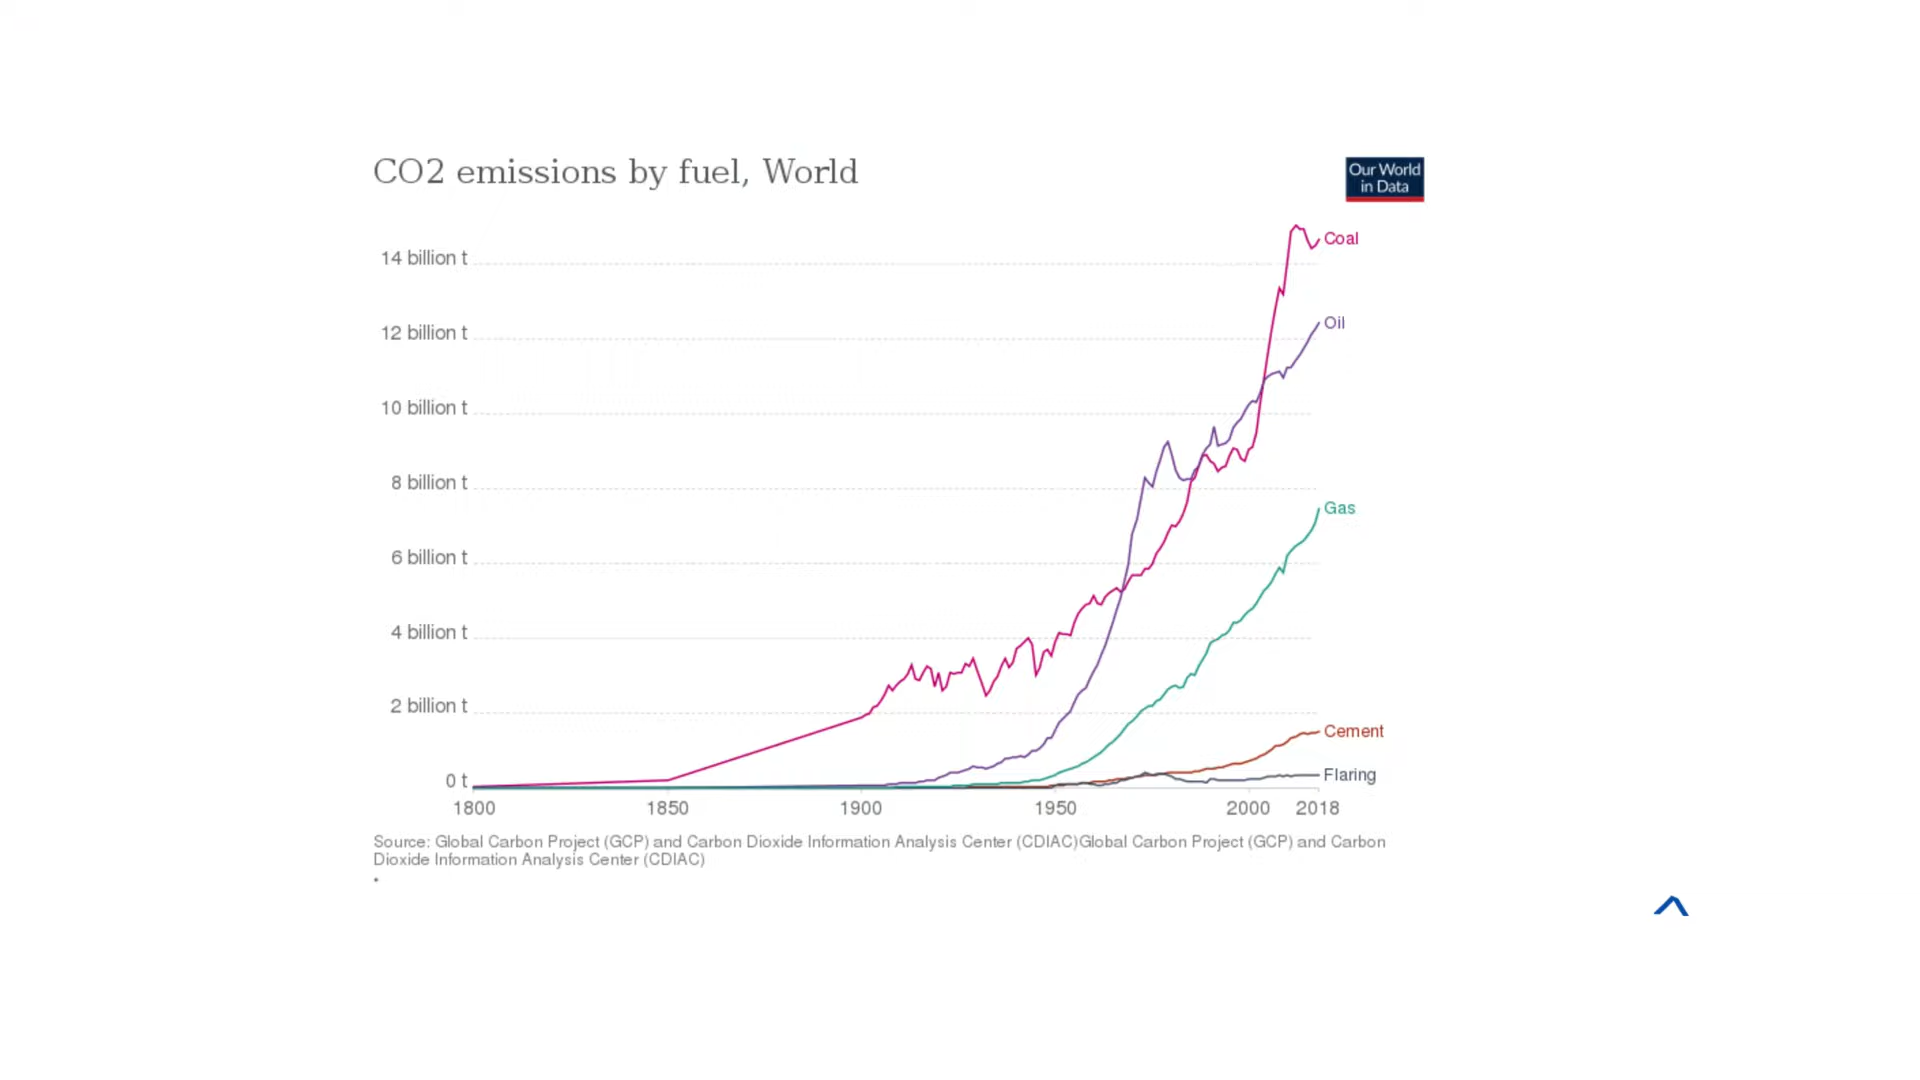 CO2 emissions by fuel, World
Our World
in Data
14 billion t
12 billion t
10 billion t
8 billion t
6 billion t
4 billion t
2 billion t
0 t
Coal
Oil
Gas
Cement
Flaring
1800 1850 1900 1950 2000 2018
Source: Global Carbon Project (GCP) and Carbon Dioxide Information Analysis Center (CDIAC)Global Carbon Project (GCP) and Carbon
Dioxide Information Analysis Center (CDIAC)
•